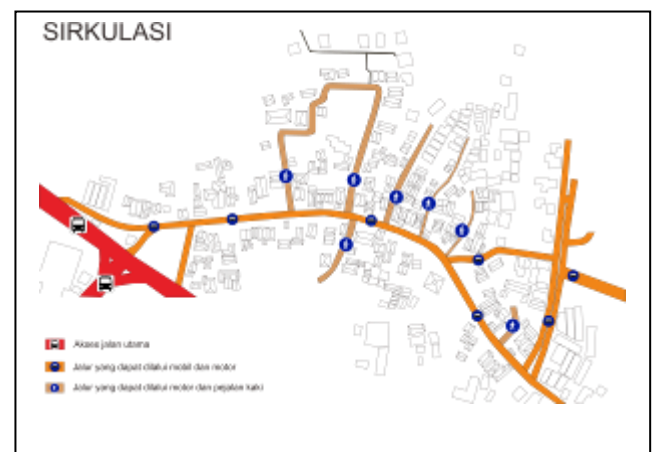 SIRKULASI
Akses jalan utama
Jalur yang dapat dilalui mobil dan motor
Jalur yang dapat dilalui motor dan pejalan kaki